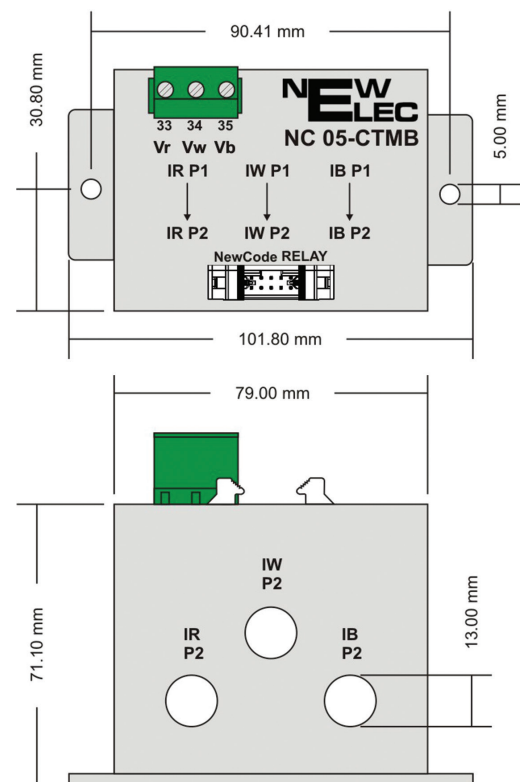 90.41 mm
30.80 mm
NEW ELEC
NC 05-CTMB
33 34 35
Vr Vw Vb
5.00 mm
IR P1 IW P1 IB P1
IR P2 IW P2 IB P2
NewCode RELAY
101.80 mm
79.00 mm
71.10 mm
IW
P2
IR
P2
IB
P2
13.00 mm